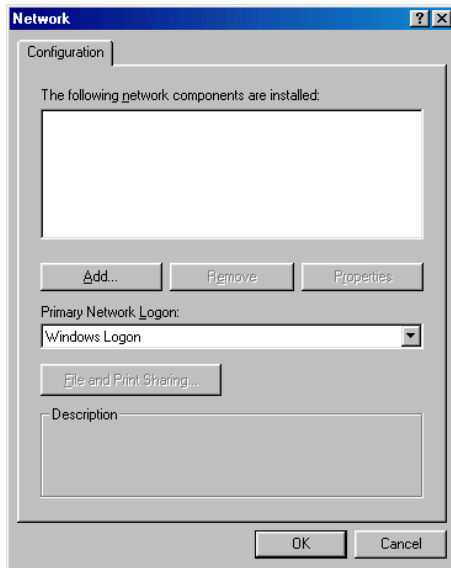 Network
Configuration
The following network components are installed:
Add... Remove Properties
Primary Network Logon:
Windows Logon
File and Print Sharing...
Description
OK Cancel